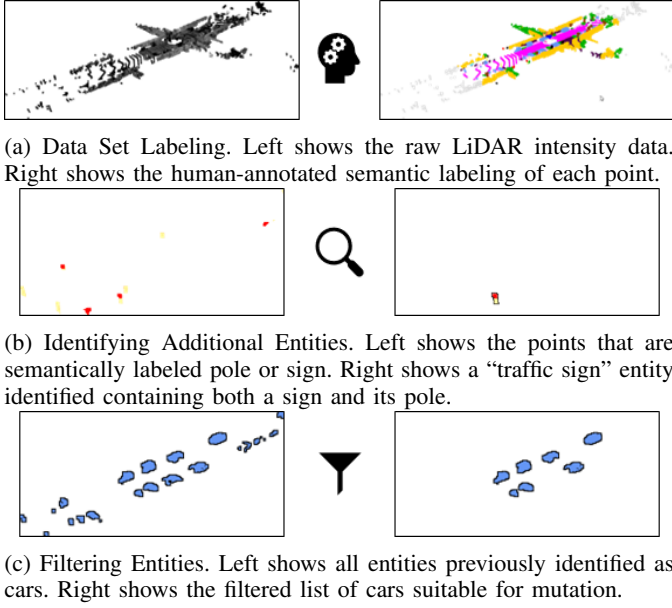 (a) Data Set Labeling. Left shows the raw LiDAR intensity data.
Right shows the human-annotated semantic labeling of each point.
(b) Identifying Additional Entities. Left shows the points that are
semantically labeled pole or sign. Right shows a “traffic sign” entity
identified containing both a sign and its pole.
(c) Filtering Entities. Left shows all entities previously identified as
cars. Right shows the filtered list of cars suitable for mutation.